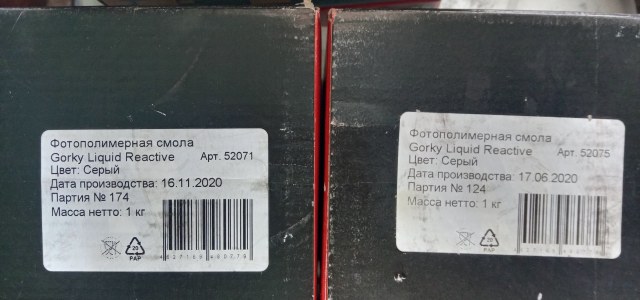 Фотополимерная смола
Gorky Liquid Reactive Арт. 52071
Цвет: Серый
Дата производства: 16.11.2020
Партия № 174
Масса нетто: 1 кг
20
PAP
Фотополимерная смола
Gorky Liquid Reactive Арт. 52075
Цвет: Серый
Дата производства: 17.06.2020
Партия № 124
Масса нетто: 1 кг
PAP